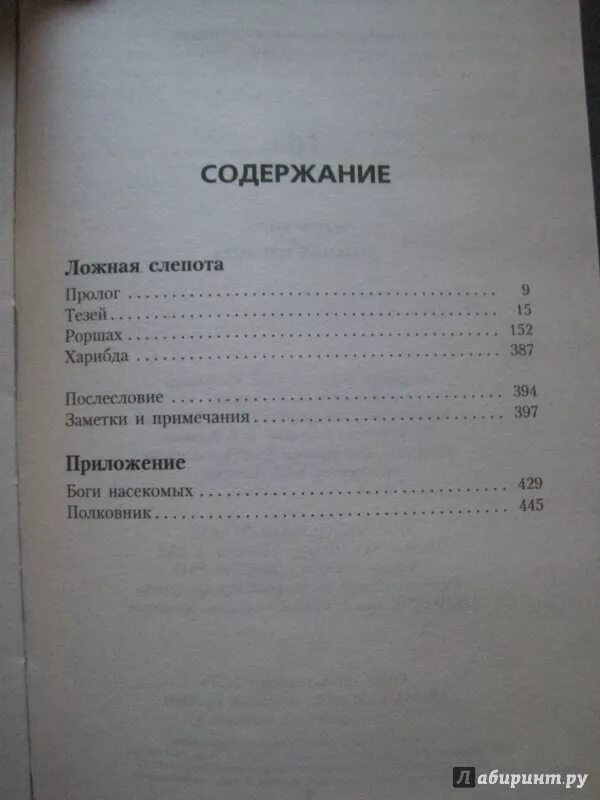 СОДЕРЖАНИЕ
Ложная слепота
Пролог ........................ 9
Тезей ........................ 15
Роршах ........................ 152
Харибда ........................ 387
Послесловие ........................ 394
Заметки и примечания ........................ 397
Приложение
Боги насекомых ........................ 429
Полковник ........................ 445
Лабиринт.ру